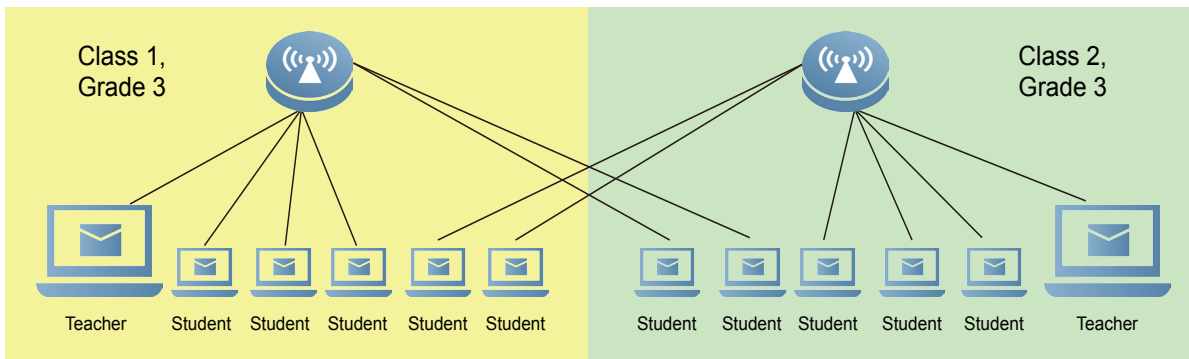 Class 1,
Grade 3
Class 2,
Grade 3
Teacher Student Student Student Student Student
Student Student Student Student Student Teacher